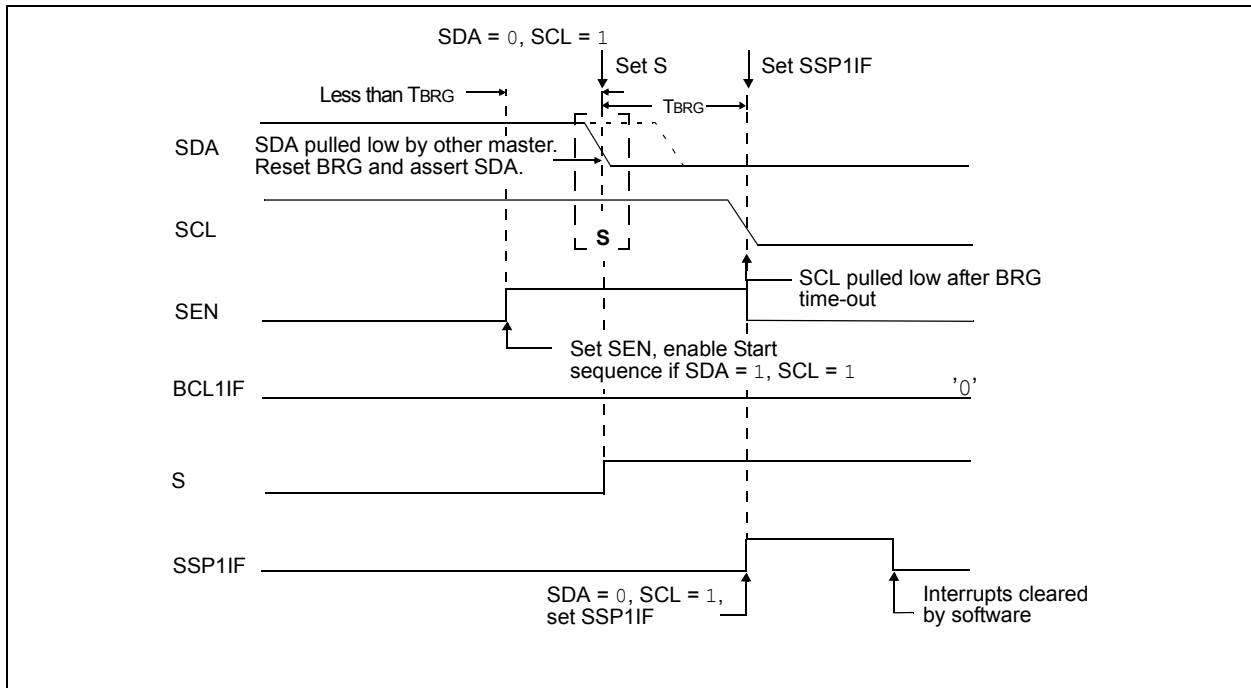 SDA = 0, SCL = 1
Set S
Set SSP1IF
Less than TBRG
TBRG
SDA
SDA pulled low by other master.
Reset BRG and assert SDA.
SCL
S
SCL pulled low after BRG
time-out
SEN
Set SEN, enable Start
sequence if SDA = 1, SCL = 1
BCL1IF
'0'
S
SSP1IF
SDA = 0, SCL = 1,
set SSP1IF
Interrupts cleared
by software